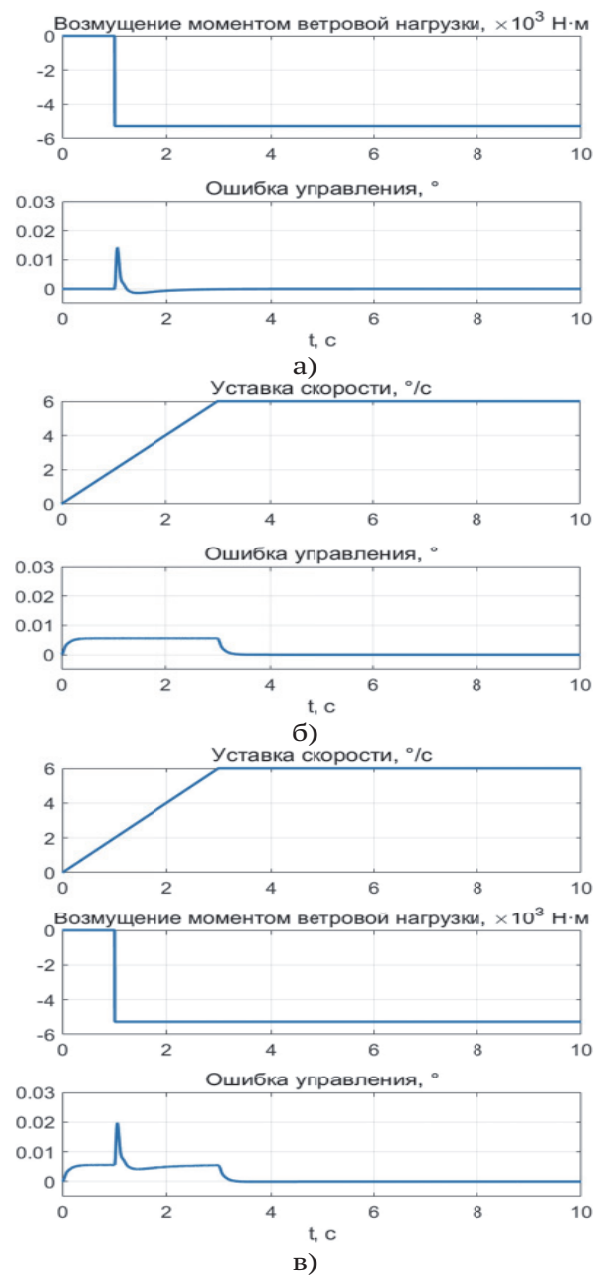 Возмущение моментом ветровой нагрузки, ×10³ Н·м
0
-2
-4
-6
0 2 4 6 8 10
Ошибка управления, °
0.03
0.02
0.01
0
0 2 4 6 8 10
t, с
а)
Уставка скорости, °/с
6
4
2
0
0 2 4 6 8 10
Ошибка управления, °
0.03
0.02
0.01
0
0 2 4 6 8 10
t, с
б)
Уставка скорости, °/с
6
4
2
0
0 2 4 6 8 10
Возмущение моментом ветровой нагрузки, ×10³ Н·м
0
-2
-4
-6
0 2 4 6 8 10
Ошибка управления, °
0.03
0.02
0.01
0
0 2 4 6 8 10
t, с
в)